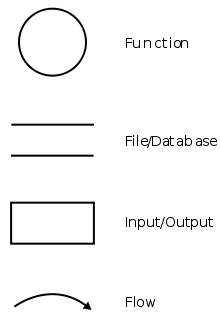 Function
File/Database
Input/Output
Flow